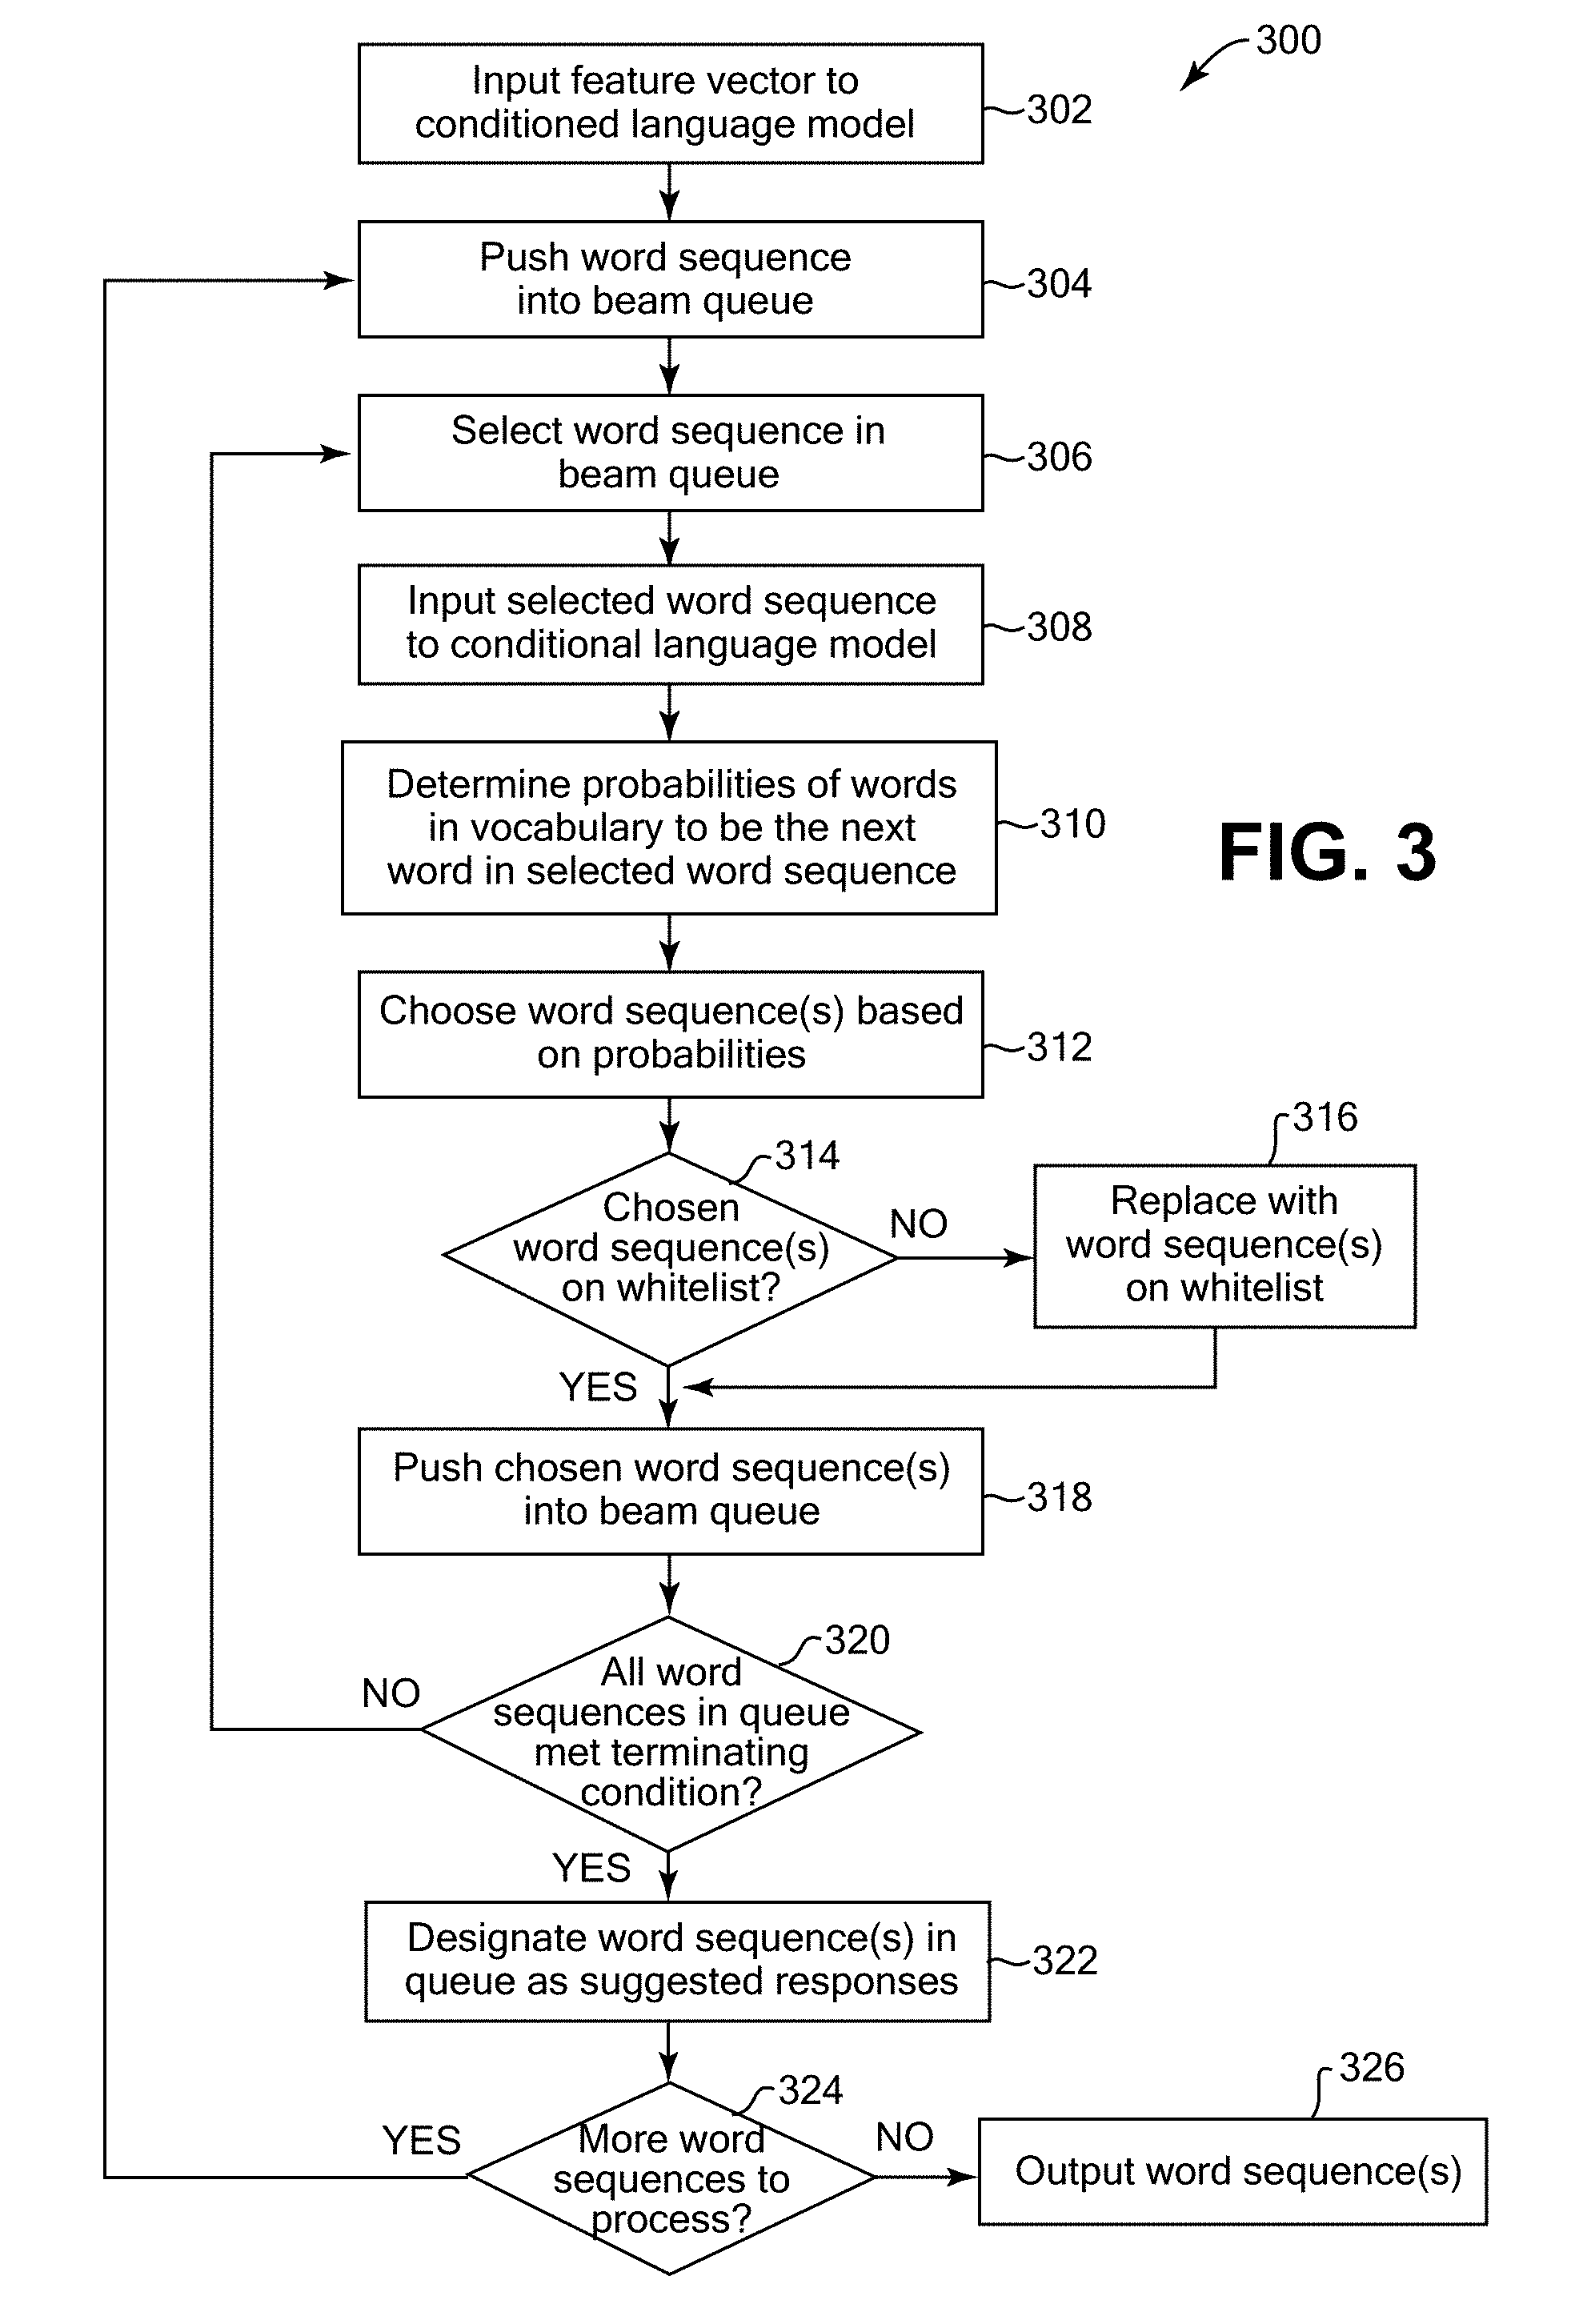 300
Input feature vector to
conditioned language model
302
Push word sequence
into beam queue
304
Select word sequence in
beam queue
306
Input selected word sequence
to conditional language model
308
Determine probabilities of words
in vocabulary to be the next
word in selected word sequence
310
FIG. 3
Choose word sequence(s) based
on probabilities
312
314
Chosen
word sequence(s)
on whitelist?
NO
316
Replace with
word sequence(s)
on whitelist
YES
Push chosen word sequence(s)
into beam queue
318
320
All word
sequences in queue
met terminating
condition?
NO
YES
Designate word sequence(s) in
queue as suggested responses
322
324
More word
sequences to
process?
YES
NO
326
Output word sequence(s)